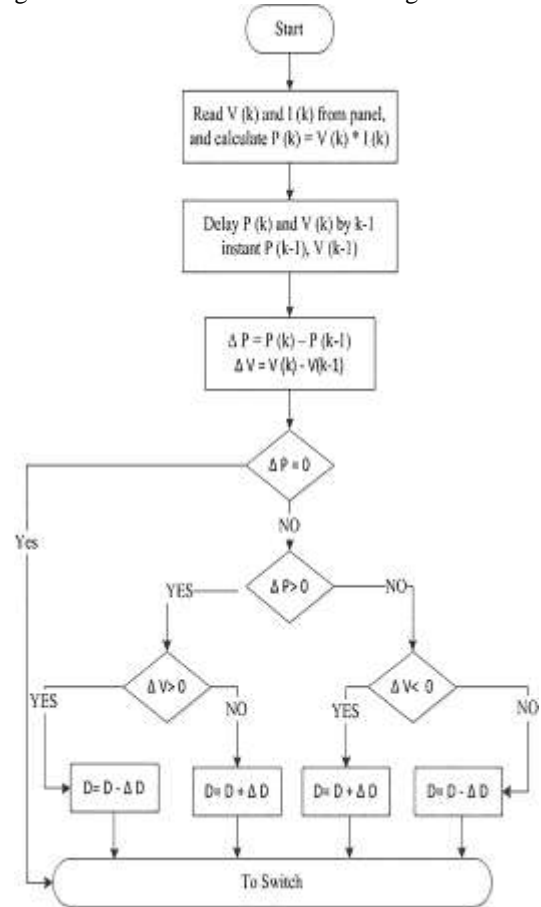 Start
Read V (k) and I (k) from panel,
and calculate P (k) = V (k) * I (k)
Delay P (k) and V (k) by k-1
instant P (k-1), V (k-1)
Δ P = P (k) – P (k-1)
Δ V = V (k) - V(k-1)
Δ P = 0
Yes
NO
Δ P> 0
YES
NO
Δ V> 0
Δ V< 0
YES
NO
YES
NO
D= D - Δ D
D= D + Δ D
D= D + Δ D
D= D - Δ D
To Switch